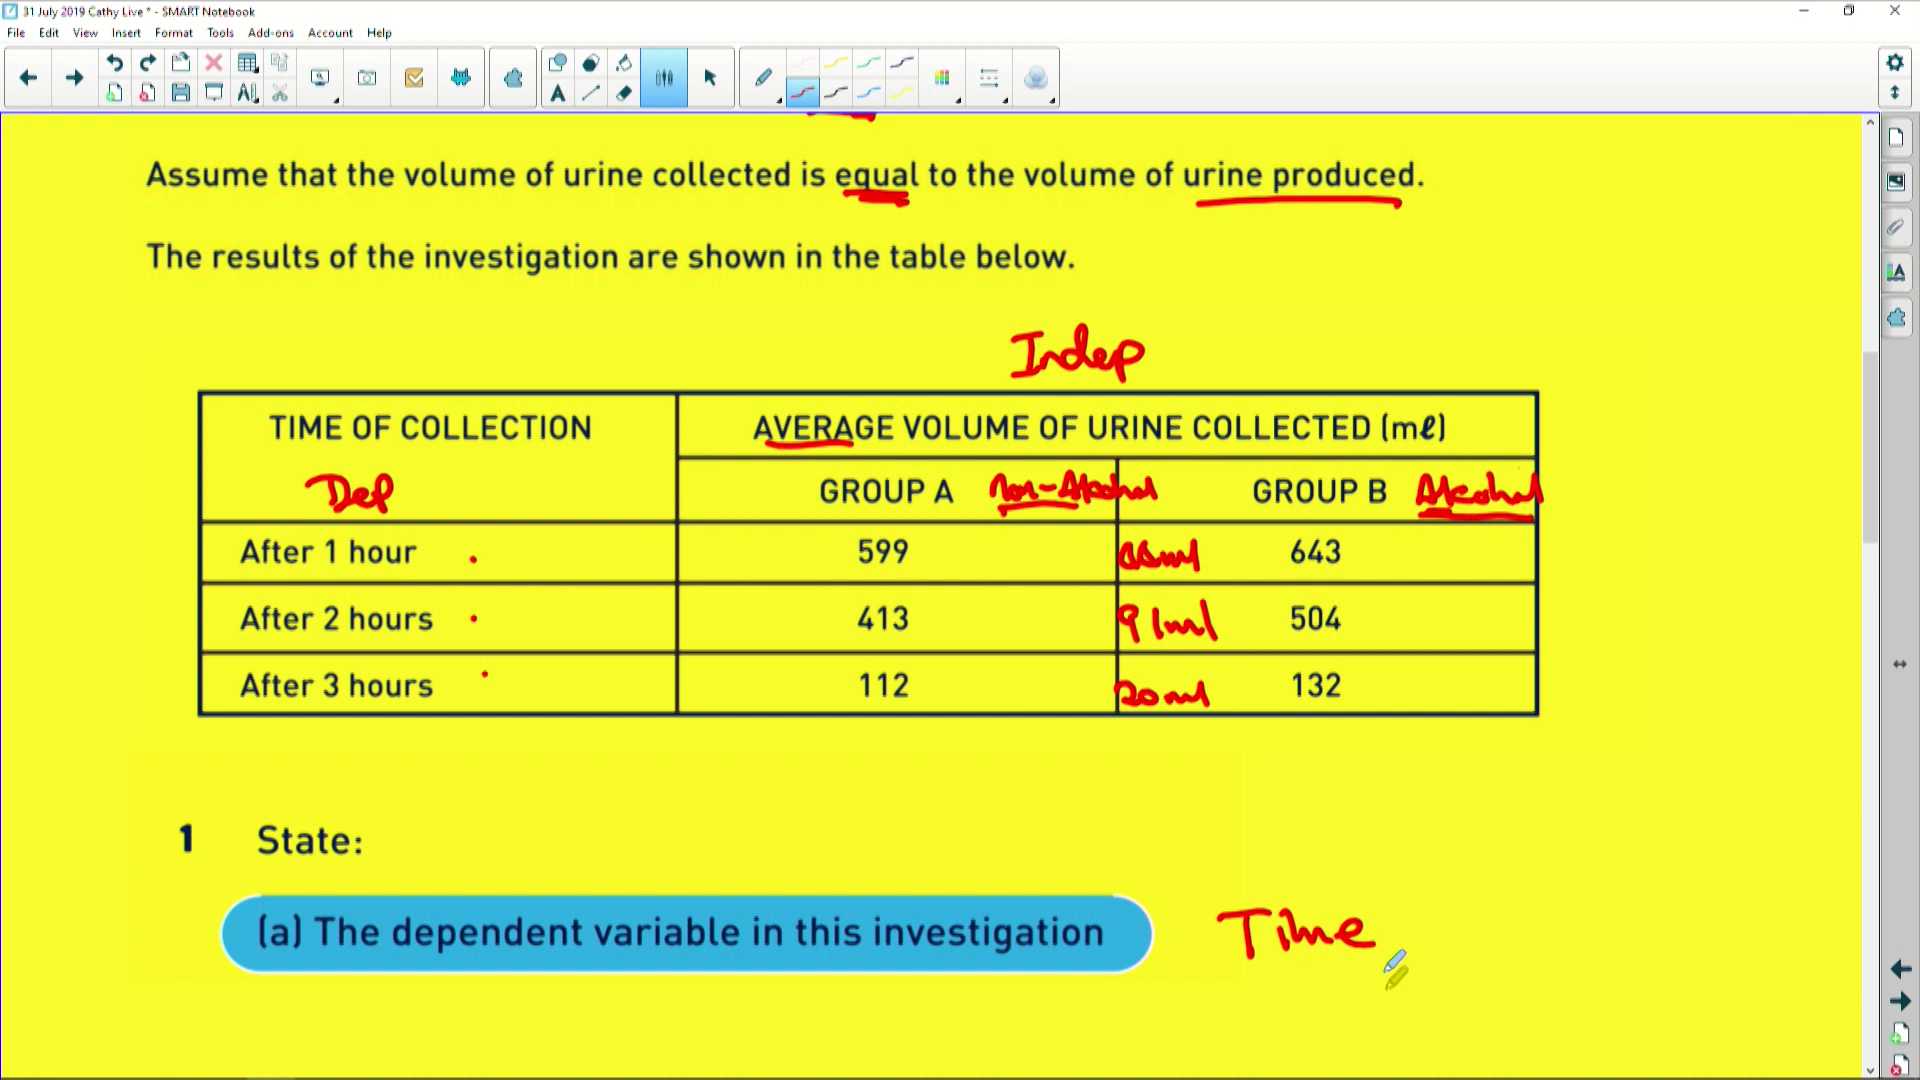 31 July 2019 Cathy Live * - SMART Notebook
File Edit View Insert Format Tools Add-ons Account Help
Assume that the volume of urine collected is equal to the volume of urine produced.
The results of the investigation are shown in the table below.
Indep
TIME OF COLLECTION AVERAGE VOLUME OF URINE COLLECTED (mℓ)
Dep GROUP A Non-Alcohol GROUP B Alcohol
After 1 hour 599 643
After 2 hours 413 91ml 504
After 3 hours 112 20ml 132
1 State:
(a) The dependent variable in this investigation Time